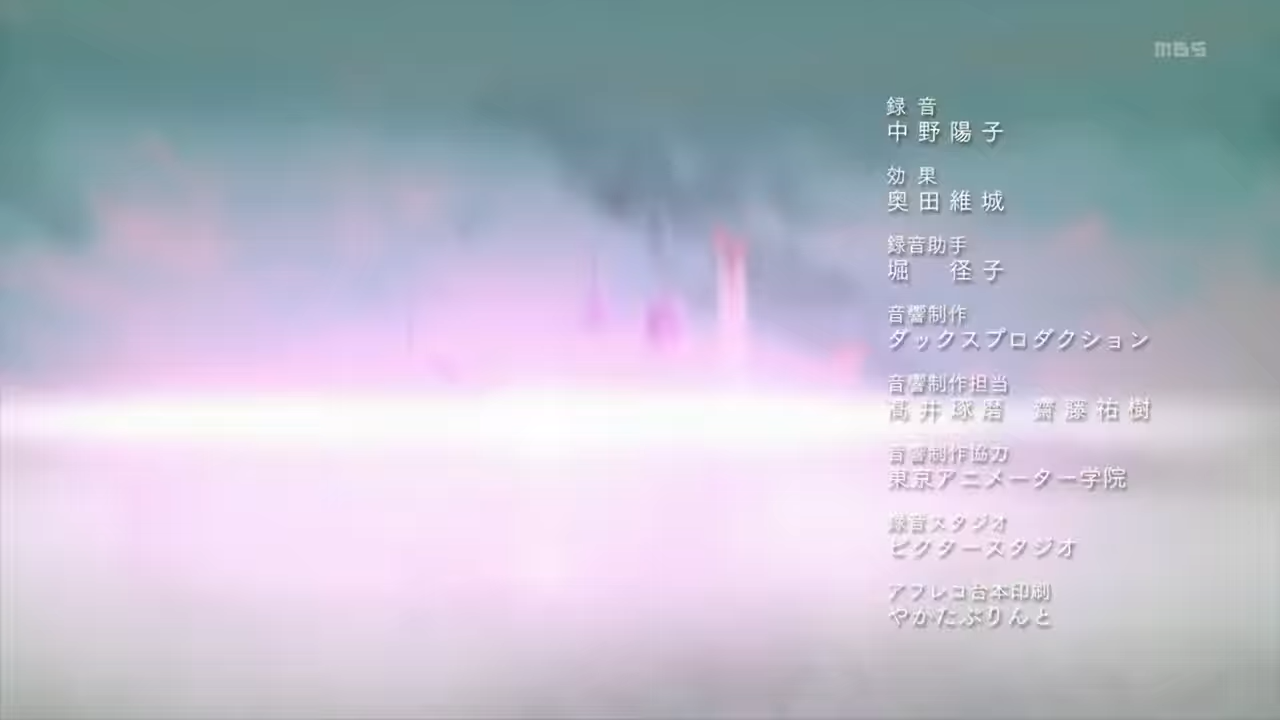 MBS
録音
中野陽子
効果
奥田維城
録音助手
堀 径子
音響制作
ダックスプロダクション
音響制作担当
髙井琢磨 齋藤祐樹
音響制作協力
東京アニメーター学院
録音スタジオ
ビクタースタジオ
アフレコ台本印刷
やかたぷりんと